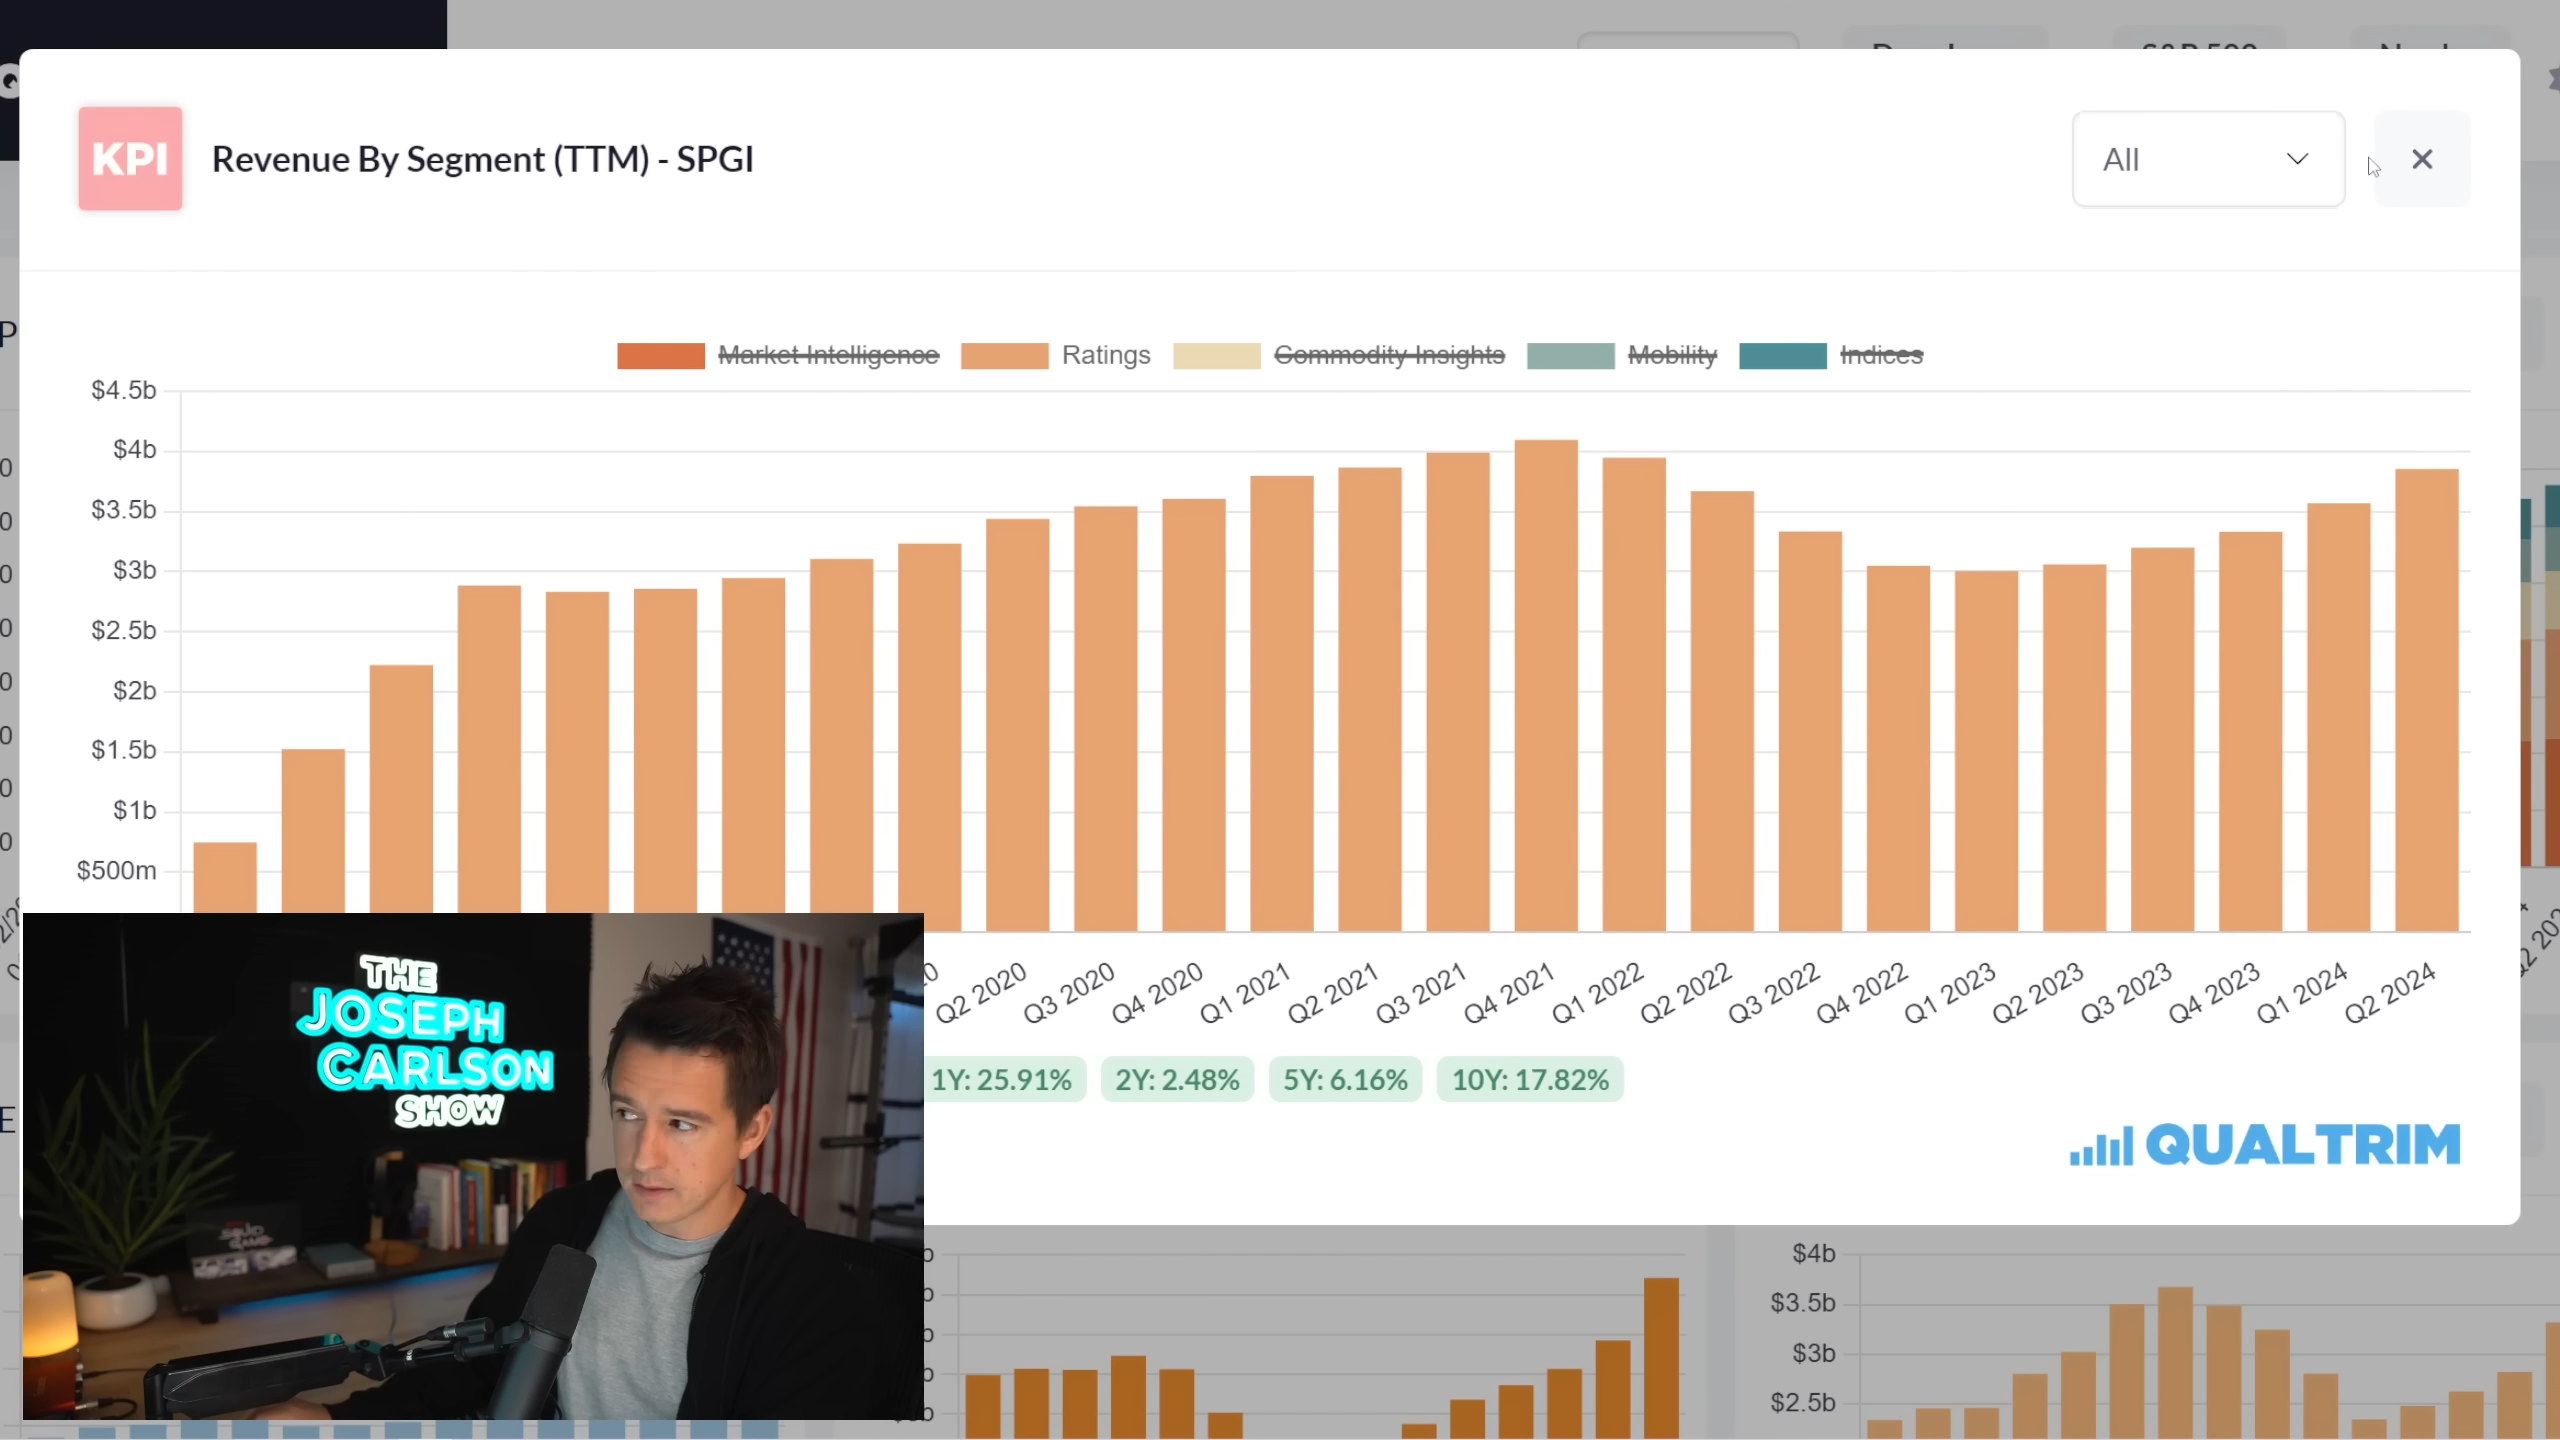 KPI
Revenue By Segment (TTM) - SPGI
All
Market Intelligence Ratings Commodity Insights Mobility Indices
$4.5b
$4b
$3.5b
$3b
$2.5b
$2b
$1.5b
$1b
$500m
Q2 2020 Q3 2020 Q4 2020 Q1 2021 Q2 2021 Q3 2021 Q4 2021 Q1 2022 Q2 2022 Q3 2022 Q4 2022 Q1 2023 Q2 2023 Q3 2023 Q4 2023 Q1 2024 Q2 2024
1Y: 25.91% 2Y: 2.48% 5Y: 6.16% 10Y: 17.82%
QUALTRIM
THE
JOSEPH
CARLSON
SHOW
$4b
$3.5b
$3b
$2.5b